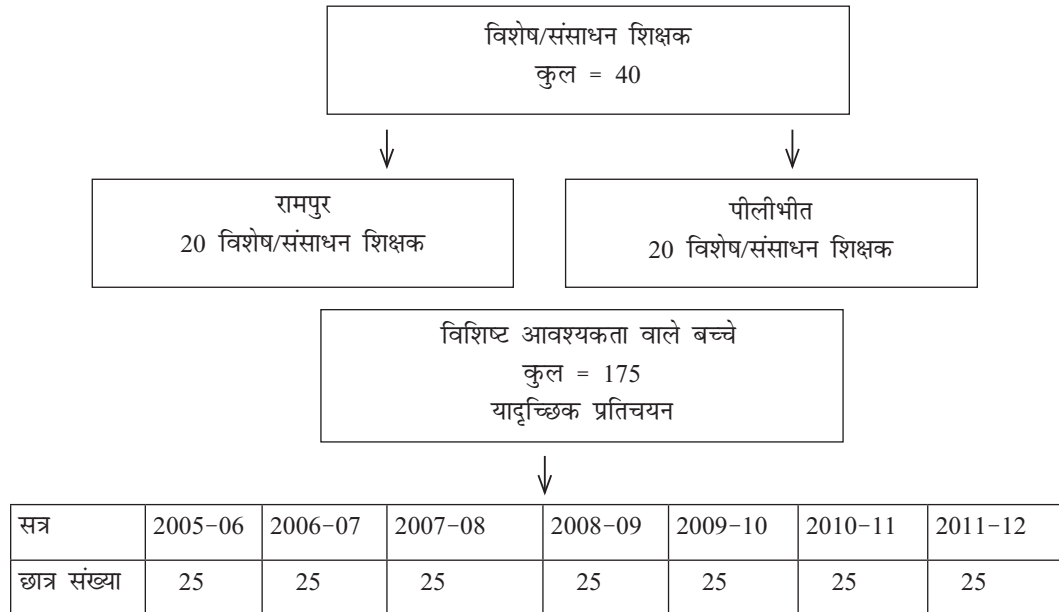 विशेष/संसाधन शिक्षक
कुल = 40
रामपुर
20 विशेष/संसाधन शिक्षक
पीलीभीत
20 विशेष/संसाधन शिक्षक
विशिष्ट आवश्यकता वाले बच्चे
कुल = 175
यादृच्छिक प्रतिचयन
सत्र 2005-06 2006-07 2007-08 2008-09 2009-10 2010-11 2011-12
छात्र संख्या 25 25 25 25 25 25 25